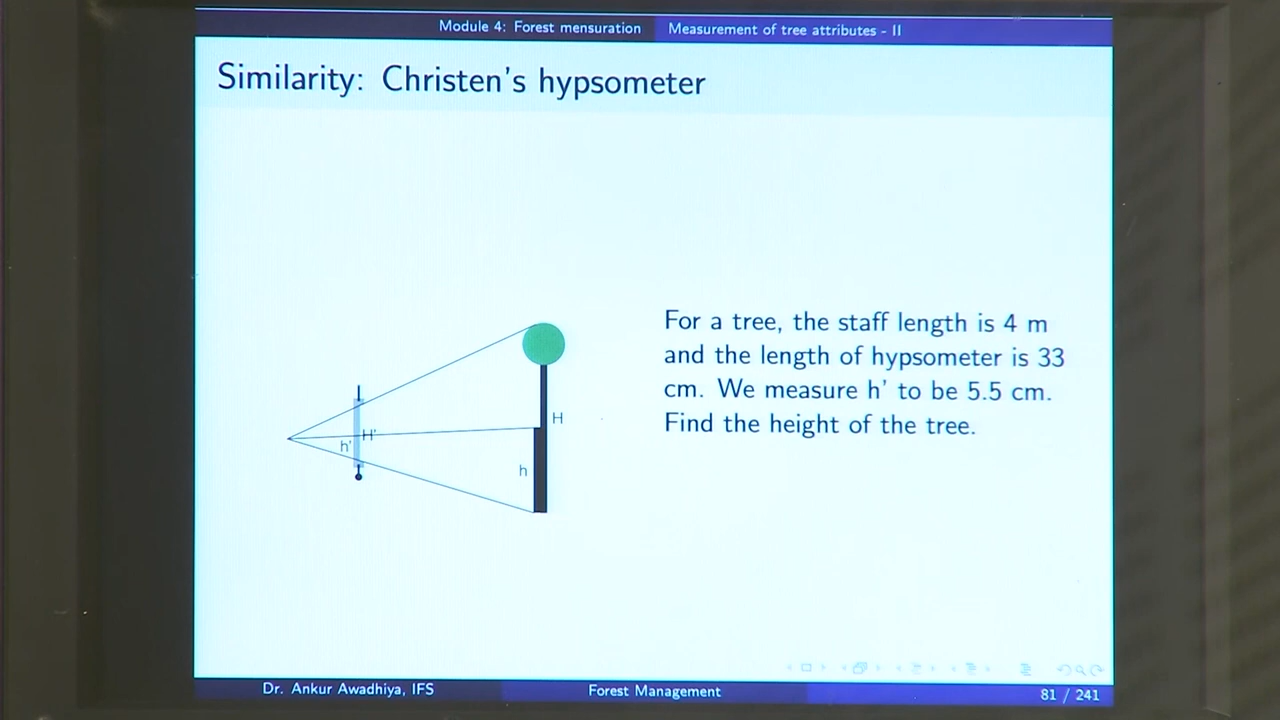 Module 4: Forest mensuration Measurement of tree attributes - II
Similarity: Christen's hypsometer
For a tree, the staff length is 4 m
and the length of hypsometer is 33
cm. We measure h' to be 5.5 cm.
Find the height of the tree.
H
H'
h'
h
Dr. Ankur Awadhiya, IFS Forest Management 81 / 241